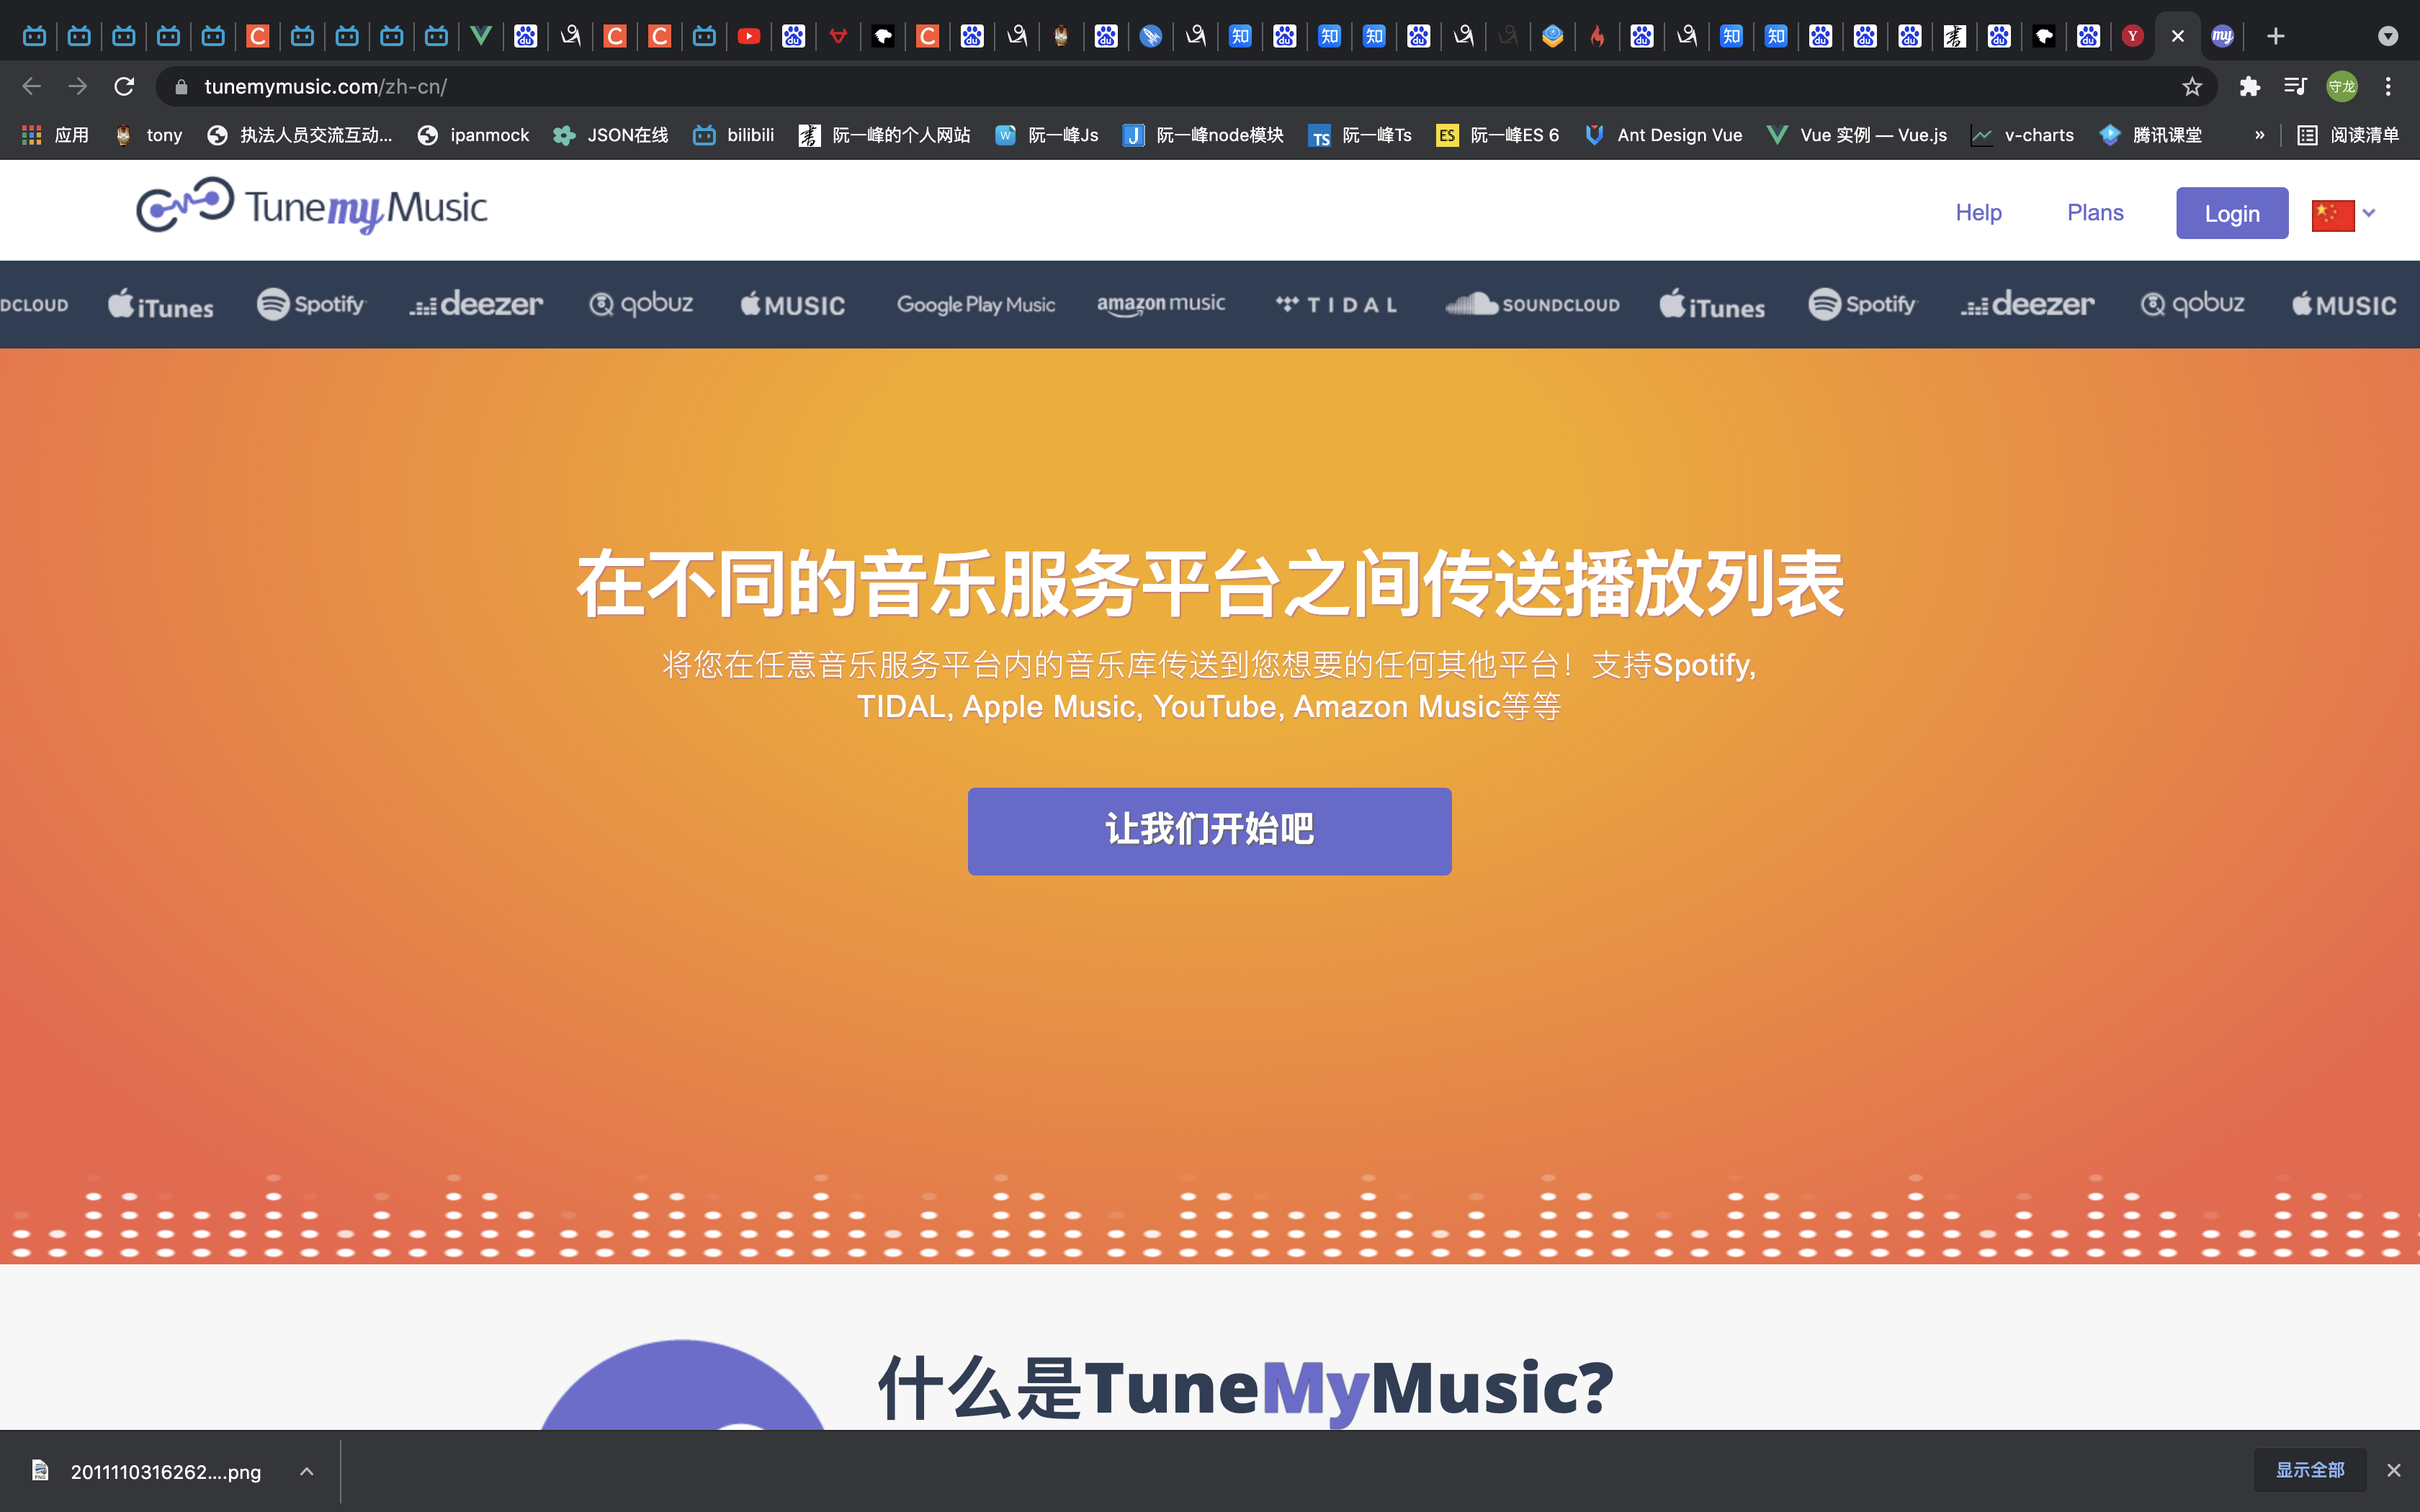 tunemymusic.com/zh-cn/
守龙
应用
tony
执法人员交流互动...
ipanmock
JSON在线
bilibili
阮一峰的个人网站
阮一峰Js
阮一峰node模块
阮一峰Ts
阮一峰ES 6
Ant Design Vue
Vue 实例 — Vue.js
v-charts
腾讯课堂
»
阅读清单
Tune my Music
Help
Plans
Login
DCLOUD
iTunes
Spotify
deezer
qobuz
MUSIC
Google Play Music
amazon music
TIDAL
SOUNDCLOUD
iTunes
Spotify
deezer
qobuz
MUSIC
在不同的音乐服务平台之间传送播放列表
将您在任意音乐服务平台内的音乐库传送到您想要的任何其他平台！支持Spotify,
TIDAL, Apple Music, YouTube, Amazon Music等等
让我们开始吧
什么是TuneMyMusic?
2011110316262....png
显示全部